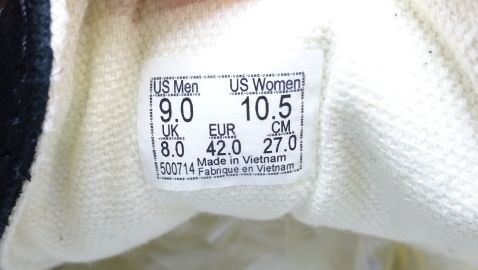 US Men US Women
9.0 10.5
UK EUR CM
8.0 42.0 27.0
500714 Made in Vietnam
Fabrique en Vietnam